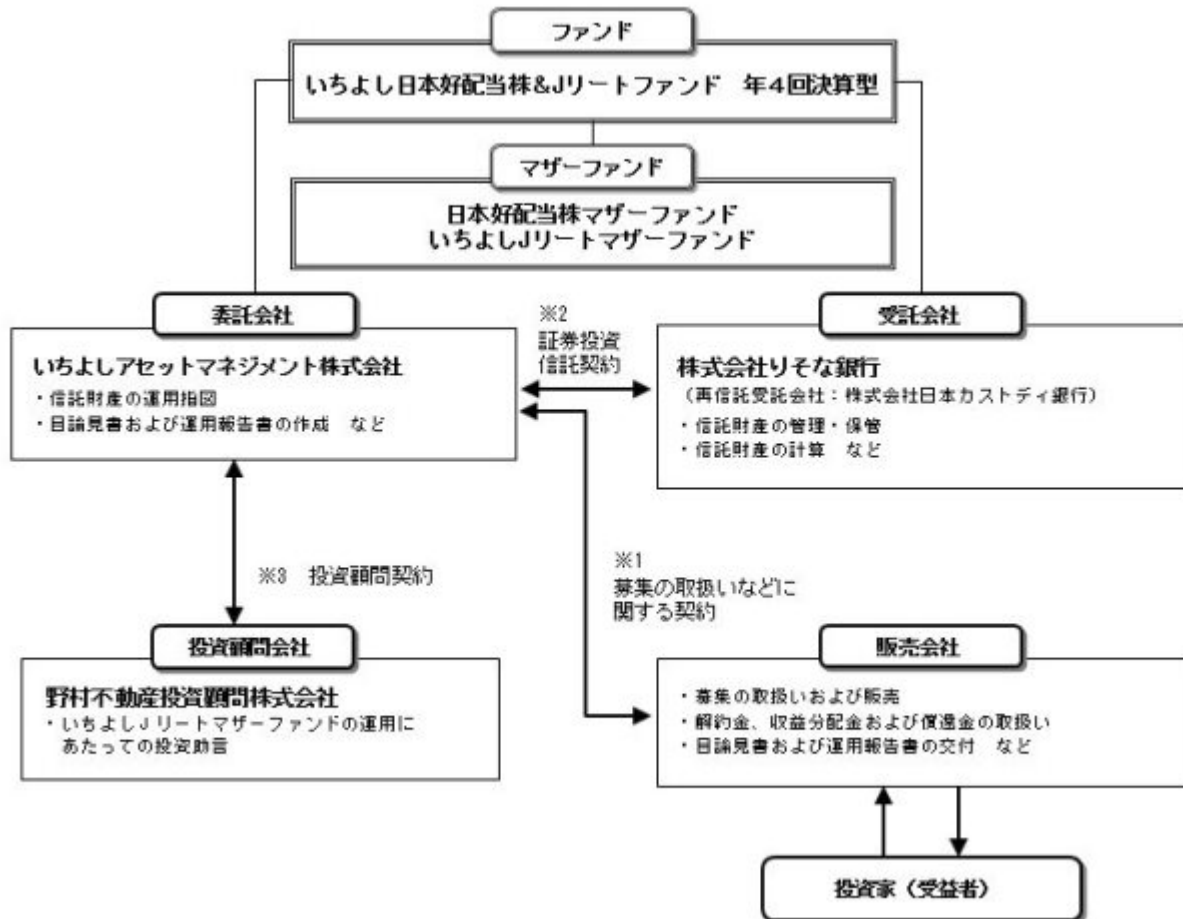 ファンド
いちよし日本好配当株&Jリートファンド　年4回決算型
マザーファンド
日本好配当株マザーファンド
いちよしJリートマザーファンド
委託会社
いちよしアセットマネジメント株式会社
・信託財産の運用指図
・目論見書および運用報告書の作成　など
※2
証券投資
信託契約
受託会社
株式会社りそな銀行
（再信託受託会社：株式会社日本カストディ銀行）
・信託財産の管理・保管
・信託財産の計算　など
※3　投資顧問契約
※1
募集の取扱いなどに
関する契約
投資顧問会社
野村不動産投資顧問株式会社
・いちよしJリートマザーファンドの運用に
あたっての投資助言
販売会社
・募集の取扱いおよび販売
・解約金、収益分配金および償還金の取扱い
・目論見書および運用報告書の交付　など
投資家（受益者）